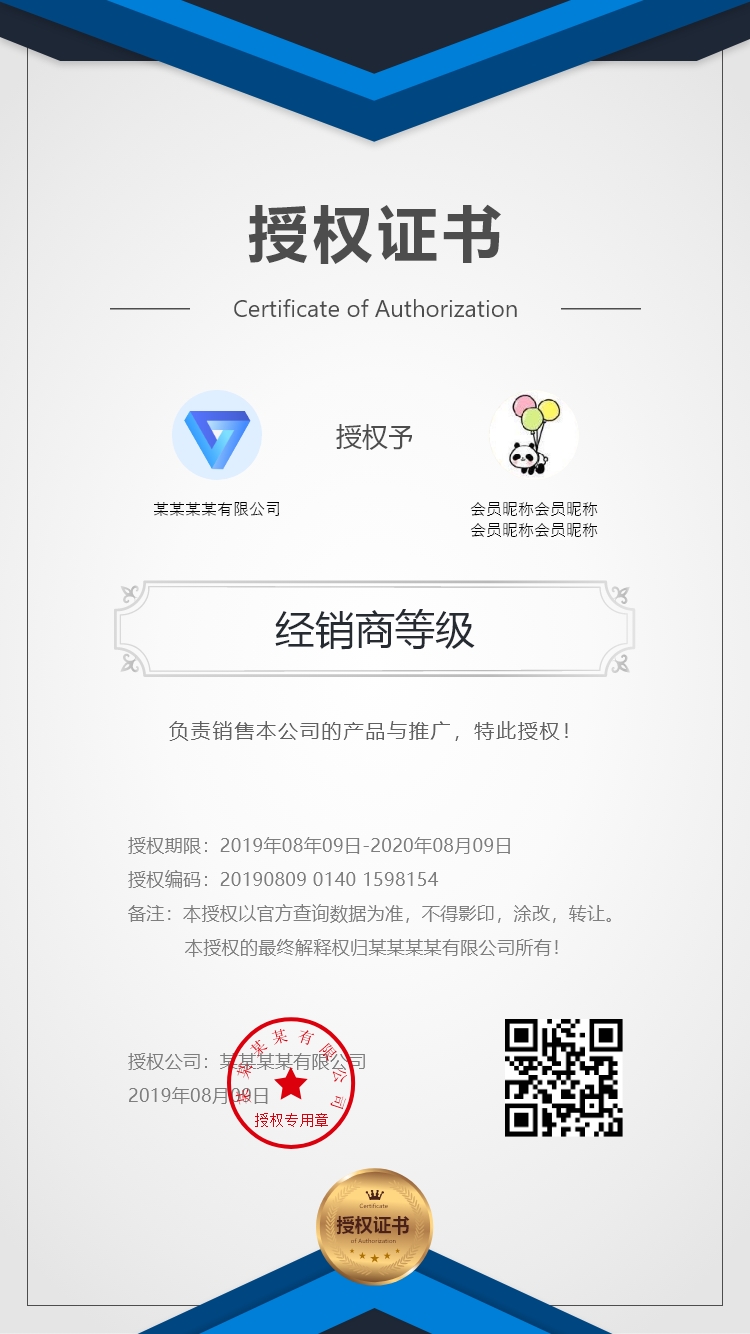 授权证书
Certificate of Authorization
授权予
某某某某有限公司
会员昵称会员昵称
会员昵称会员昵称
经销商等级
负责销售本公司的产品与推广，特此授权！
授权期限：2019年08年09日-2020年08月09日
授权编码：20190809 0140 1598154
备注：本授权以官方查询数据为准，不得影印，涂改，转让。
本授权的最终解释权归某某某某有限公司所有！
授权公司：某某某某有限公司
2019年08月09日
某某某某有限公司
授权专用章
Certificate
授权证书
of Authorization